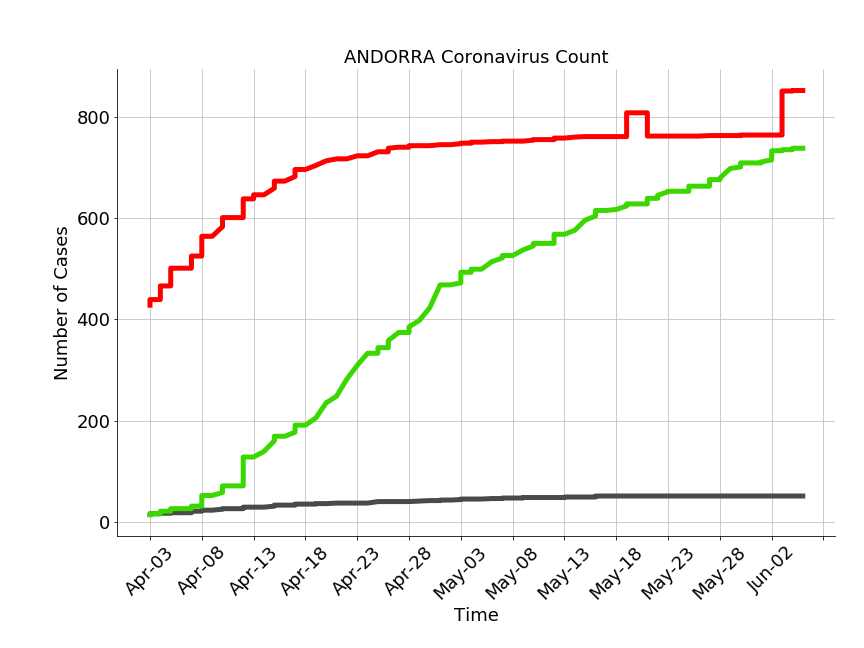 ANDORRA Coronavirus Count
Number of Cases
800
600
400
200
0
Apr-03
Apr-08
Apr-13
Apr-18
Apr-23
Apr-28
May-03
May-08
May-13
May-18
May-23
May-28
Jun-02
Time